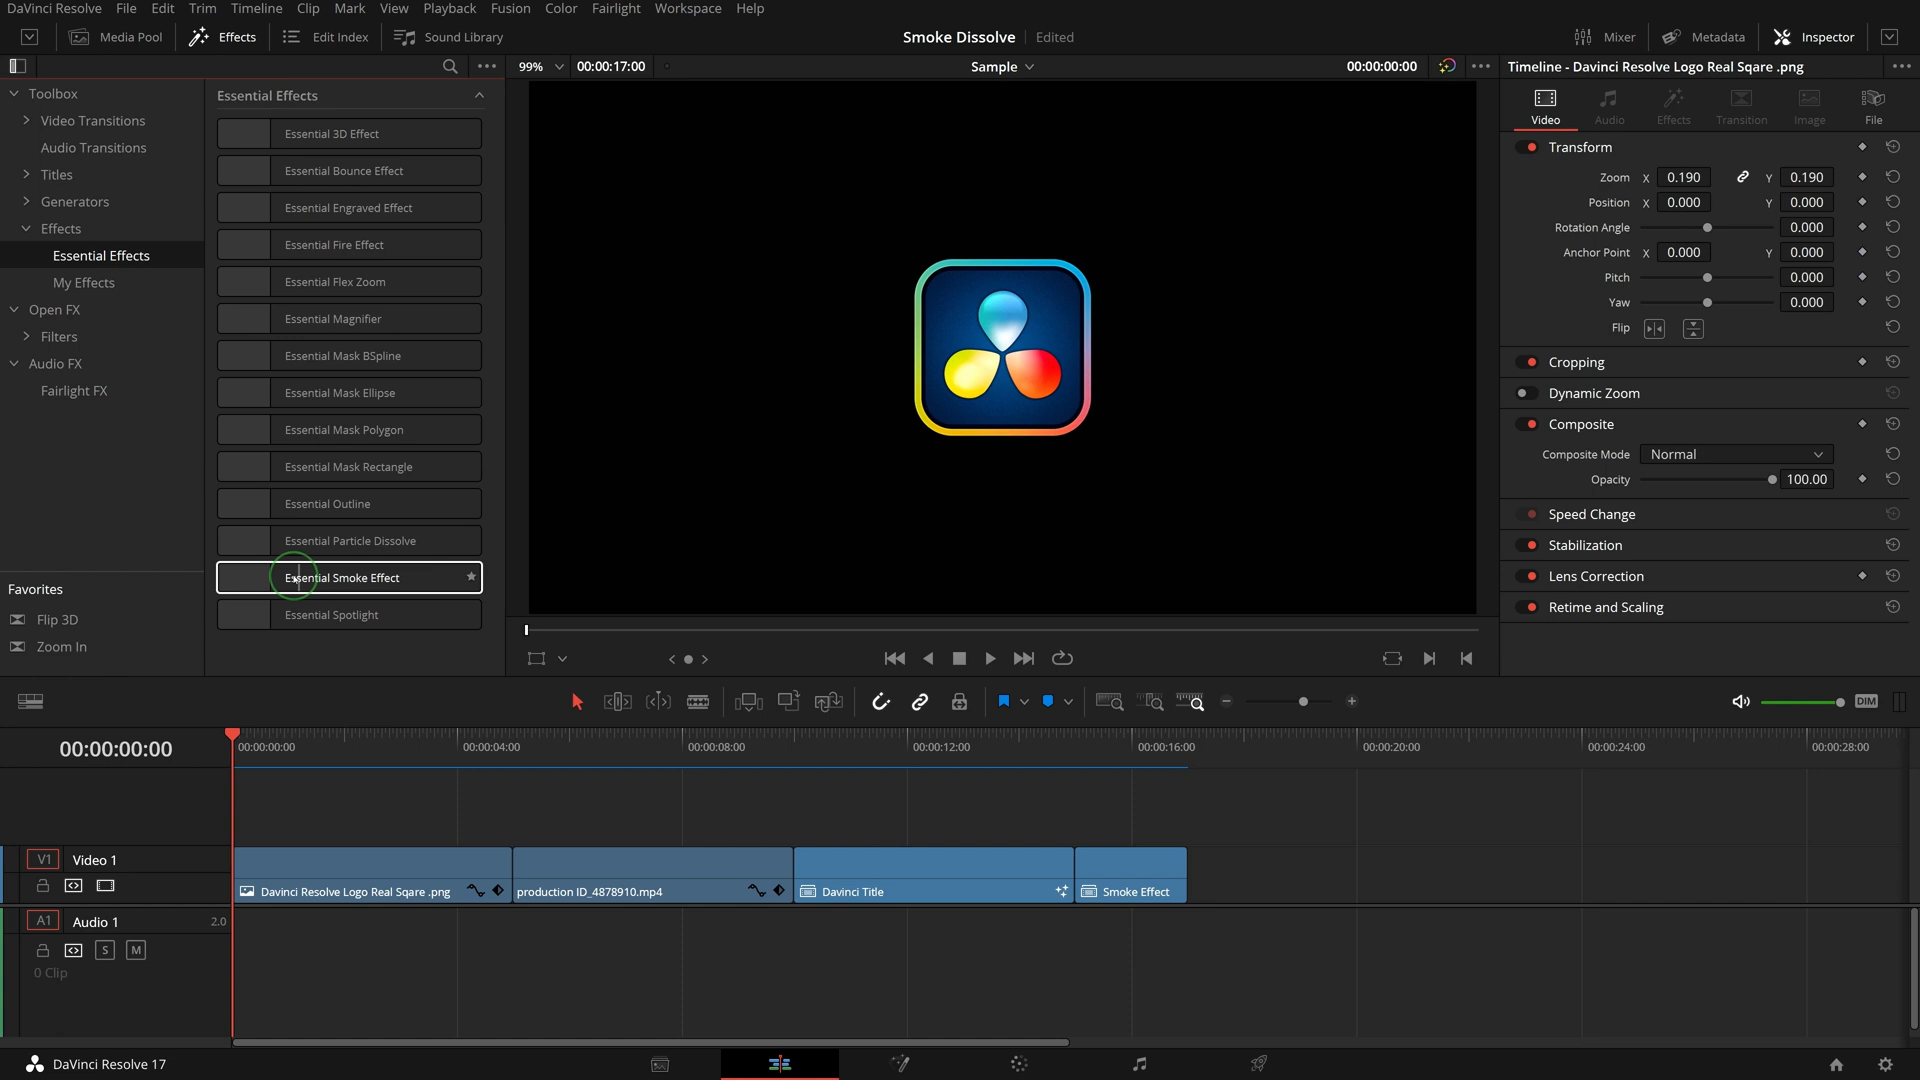 DaVinci Resolve File Edit Trim Timeline Clip Mark View Playback Fusion Color Fairlight Workspace Help
Media Pool Effects Edit Index Sound Library Smoke Dissolve Edited Mixer Metadata Inspector
99% 00:00:17:00 Sample 00:00:00:00 Timeline - Davinci Resolve Logo Real Sqare .png
Toolbox
Video Transitions
Audio Transitions
Titles
Generators
Effects
Essential Effects
My Effects
Open FX
Filters
Audio FX
Fairlight FX
Favorites
Flip 3D
Zoom In
Essential Effects
Essential 3D Effect
Essential Bounce Effect
Essential Engraved Effect
Essential Fire Effect
Essential Flex Zoom
Essential Magnifier
Essential Mask BSpline
Essential Mask Ellipse
Essential Mask Polygon
Essential Mask Rectangle
Essential Outline
Essential Particle Dissolve
Essential Smoke Effect
Essential Spotlight
Video Audio Effects Transition Image File
Transform
Zoom X 0.190 Y 0.190
Position X 0.000 Y 0.000
Rotation Angle 0.000
Anchor Point X 0.000 Y 0.000
Pitch 0.000
Yaw 0.000
Flip
Cropping
Dynamic Zoom
Composite
Composite Mode Normal
Opacity 100.00
Speed Change
Stabilization
Lens Correction
Retime and Scaling
DIM
00:00:00:00 00:00:00:00 00:00:04:00 00:00:08:00 00:00:12:00 00:00:16:00 00:00:20:00 00:00:24:00 00:00:28:00
V1 Video 1
Davinci Resolve Logo Real Sqare .png production ID_4878910.mp4 Davinci Title Smoke Effect
A1 Audio 1 2.0
S M
0 Clip
DaVinci Resolve 17